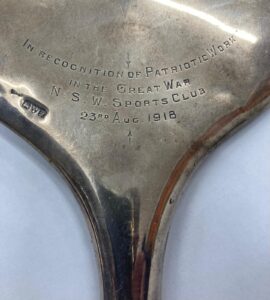 IN RECOGNITION OF PATRIOTIC WORK
IN THE GREAT WAR
N.S.W. SPORTS CLUB
23RD AUG. 1918